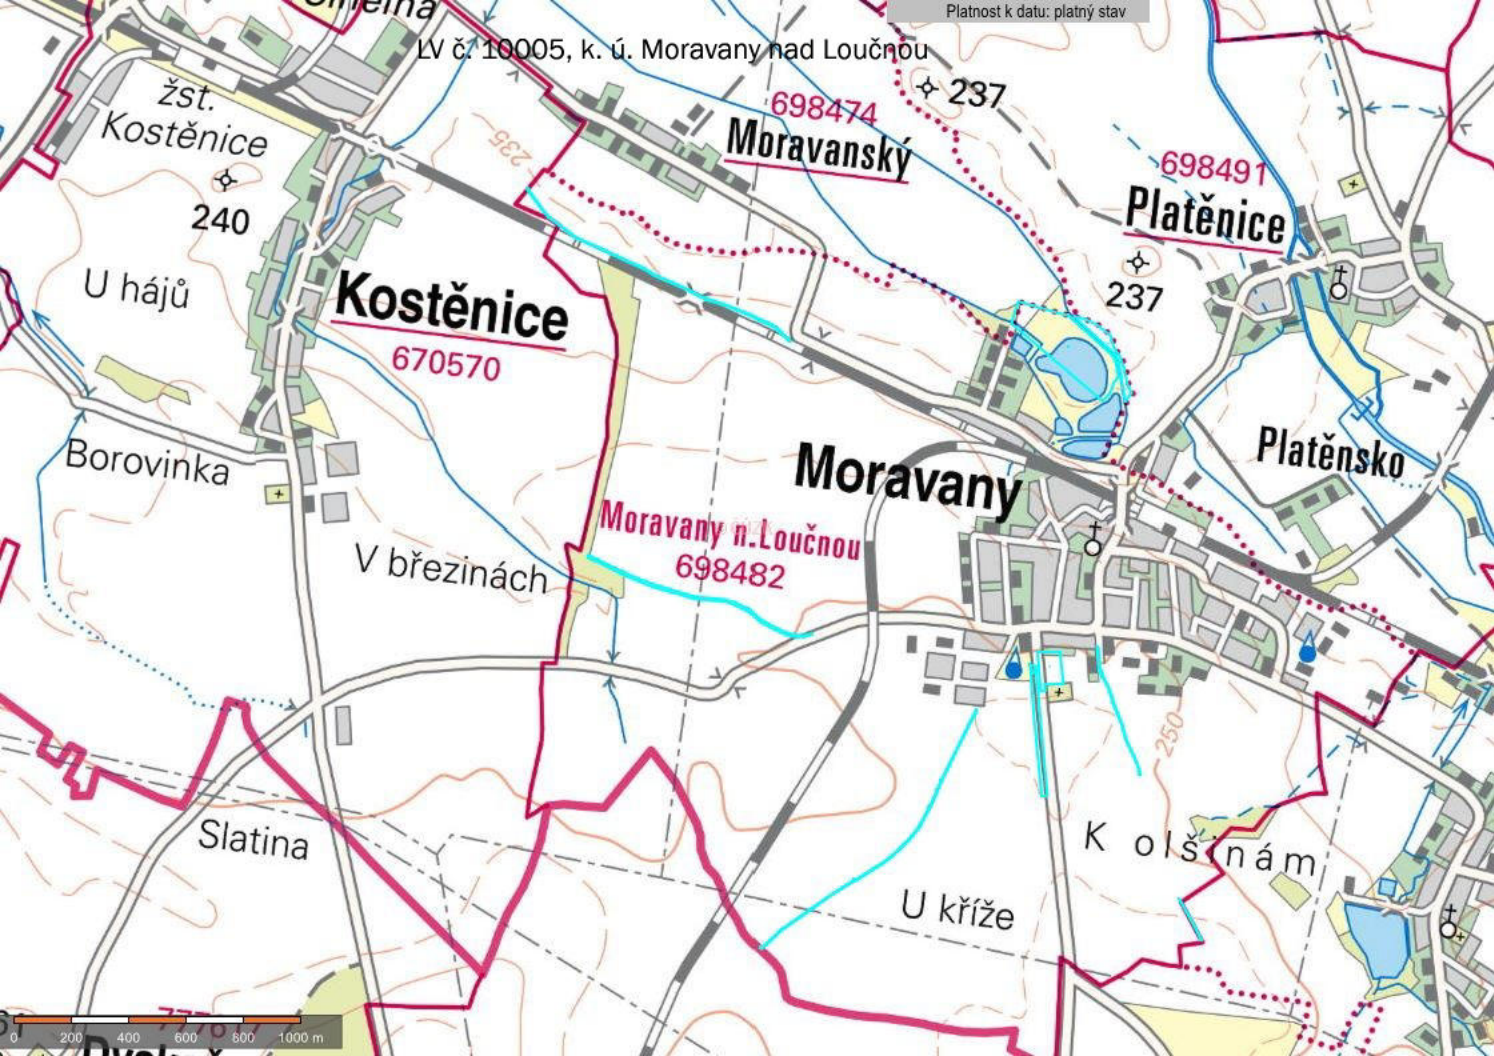 Platnost k datu: platný stav
LV č. 10005, k. ú. Moravany nad Loučnou
žst.
Kostěnice
235
698474
Moravanský
237
698491
Platěnice
240
237
U hájů
Kostěnice
670570
Borovinka
Moravany
Platěnsko
Moravany n.Loučnou
698482
V březinách
250
Slatina
K olšinám
U kříže
0 200 400 600 800 1000 m